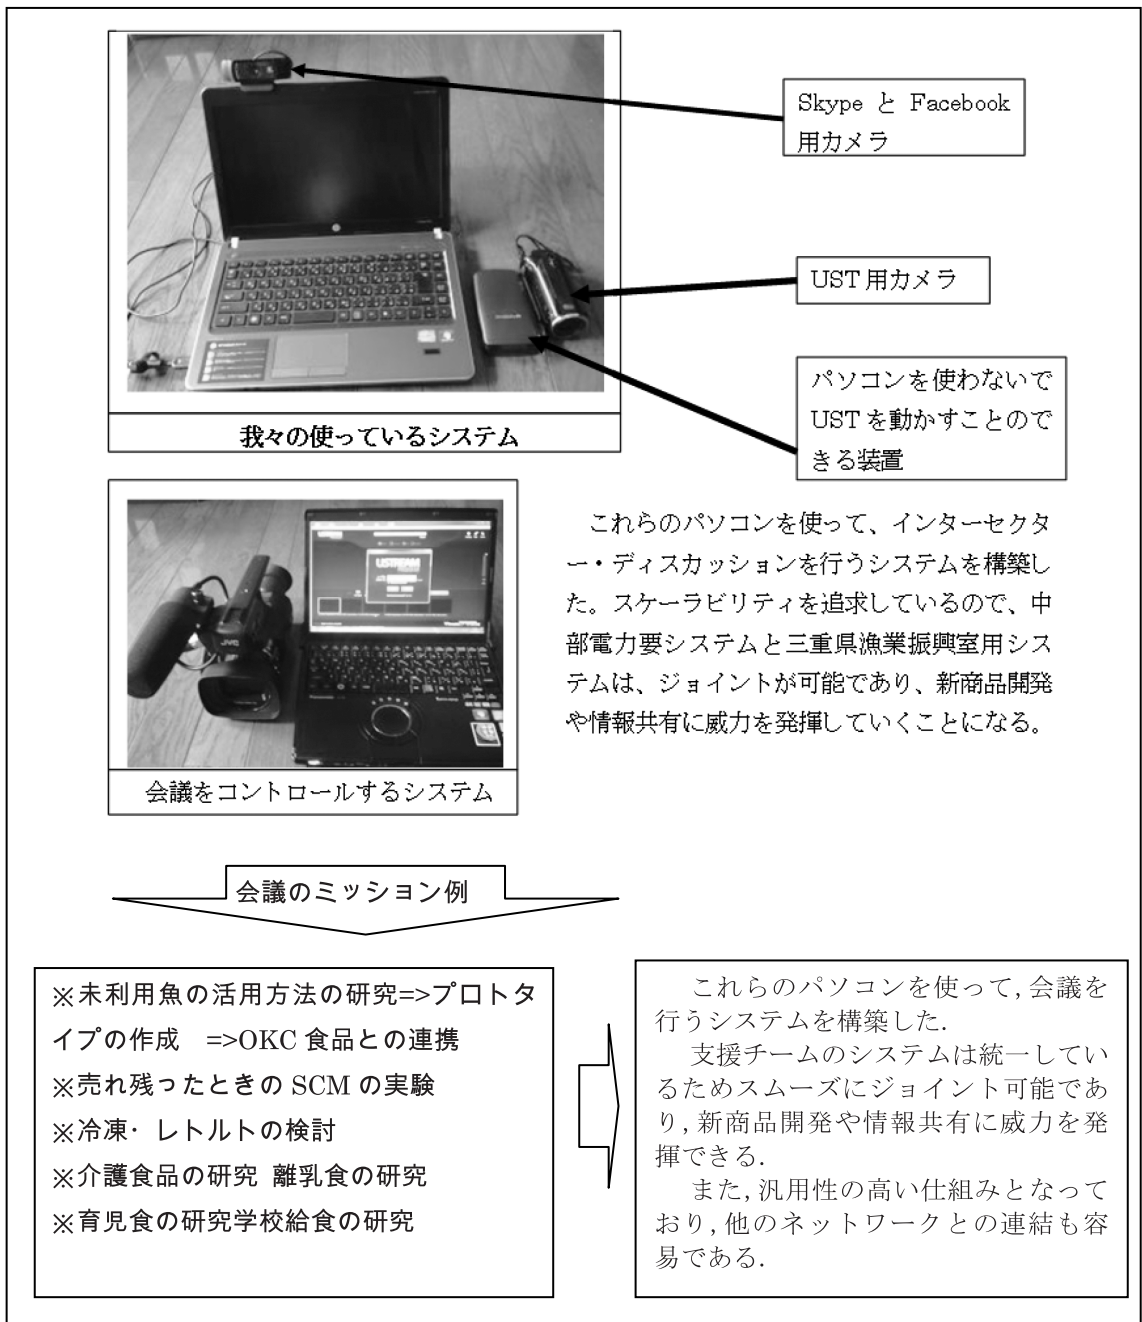 Skype と Facebook
用カメラ
UST 用カメラ
パソコンを使わないで
UST を動かすことので
きる装置
我々の使っているシステム
これらのパソコンを使って、インターセクタ
ー・ディスカッションを行うシステムを構築し
た。スケーラビリティを追求しているので、中
部電力要システムと三重県漁業振興室用シス
テムは、ジョイントが可能であり、新商品開発
や情報共有に威力を発揮していくことになる。
USTREAM
JVC
会議をコントロールするシステム
会議のミッション例
※未利用魚の活用方法の研究=>プロトタ
イプの作成　=>OKC 食品との連携
※売れ残ったときの SCM の実験
※冷凍・レトルトの検討
※介護食品の研究 離乳食の研究
※育児食の研究学校給食の研究
これらのパソコンを使って,会議を
行うシステムを構築した.
支援チームのシステムは統一してい
るためスムーズにジョイント可能であ
り,新商品開発や情報共有に威力を発
揮できる.
また,汎用性の高い仕組みとなって
おり,他のネットワークとの連結も容
易である.